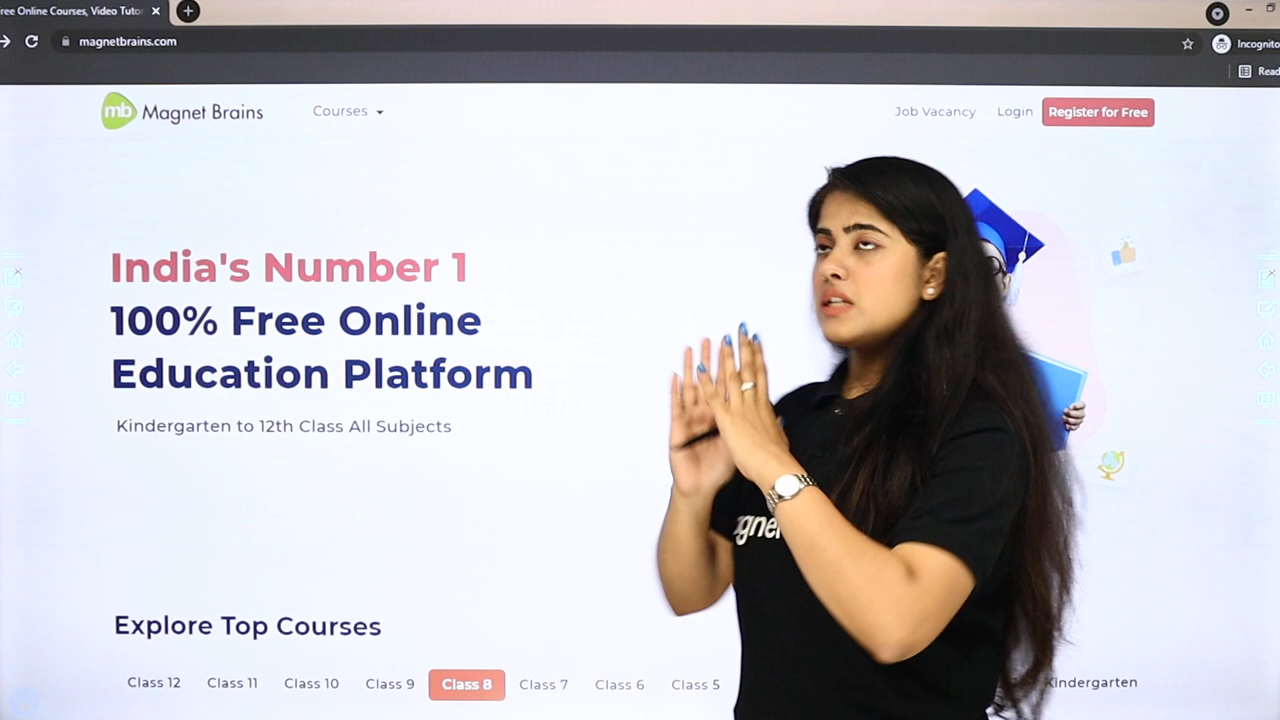 ree Online Courses, Video Tutor
magnetbrains.com
Incognito
Read
mb Magnet Brains
Courses
Job Vacancy
Login
Register for Free
India's Number 1
100% Free Online
Education Platform
Kindergarten to 12th Class All Subjects
agne
Explore Top Courses
Class 12 Class 11 Class 10 Class 9 Class 8 Class 7 Class 6 Class 5 Kindergarten